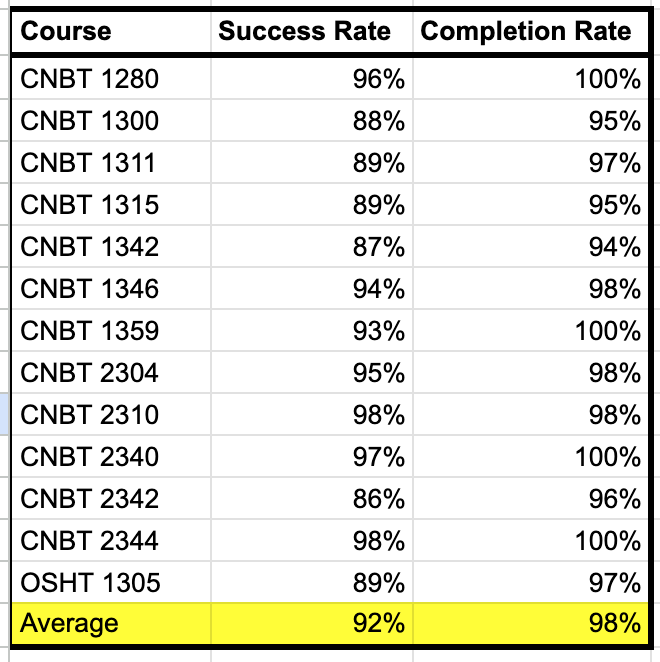 Course Success Rate Completion Rate
CNBT 1280 96% 100%
CNBT 1300 88% 95%
CNBT 1311 89% 97%
CNBT 1315 89% 95%
CNBT 1342 87% 94%
CNBT 1346 94% 98%
CNBT 1359 93% 100%
CNBT 2304 95% 98%
CNBT 2310 98% 98%
CNBT 2340 97% 100%
CNBT 2342 86% 96%
CNBT 2344 98% 100%
OSHT 1305 89% 97%
Average 92% 98%